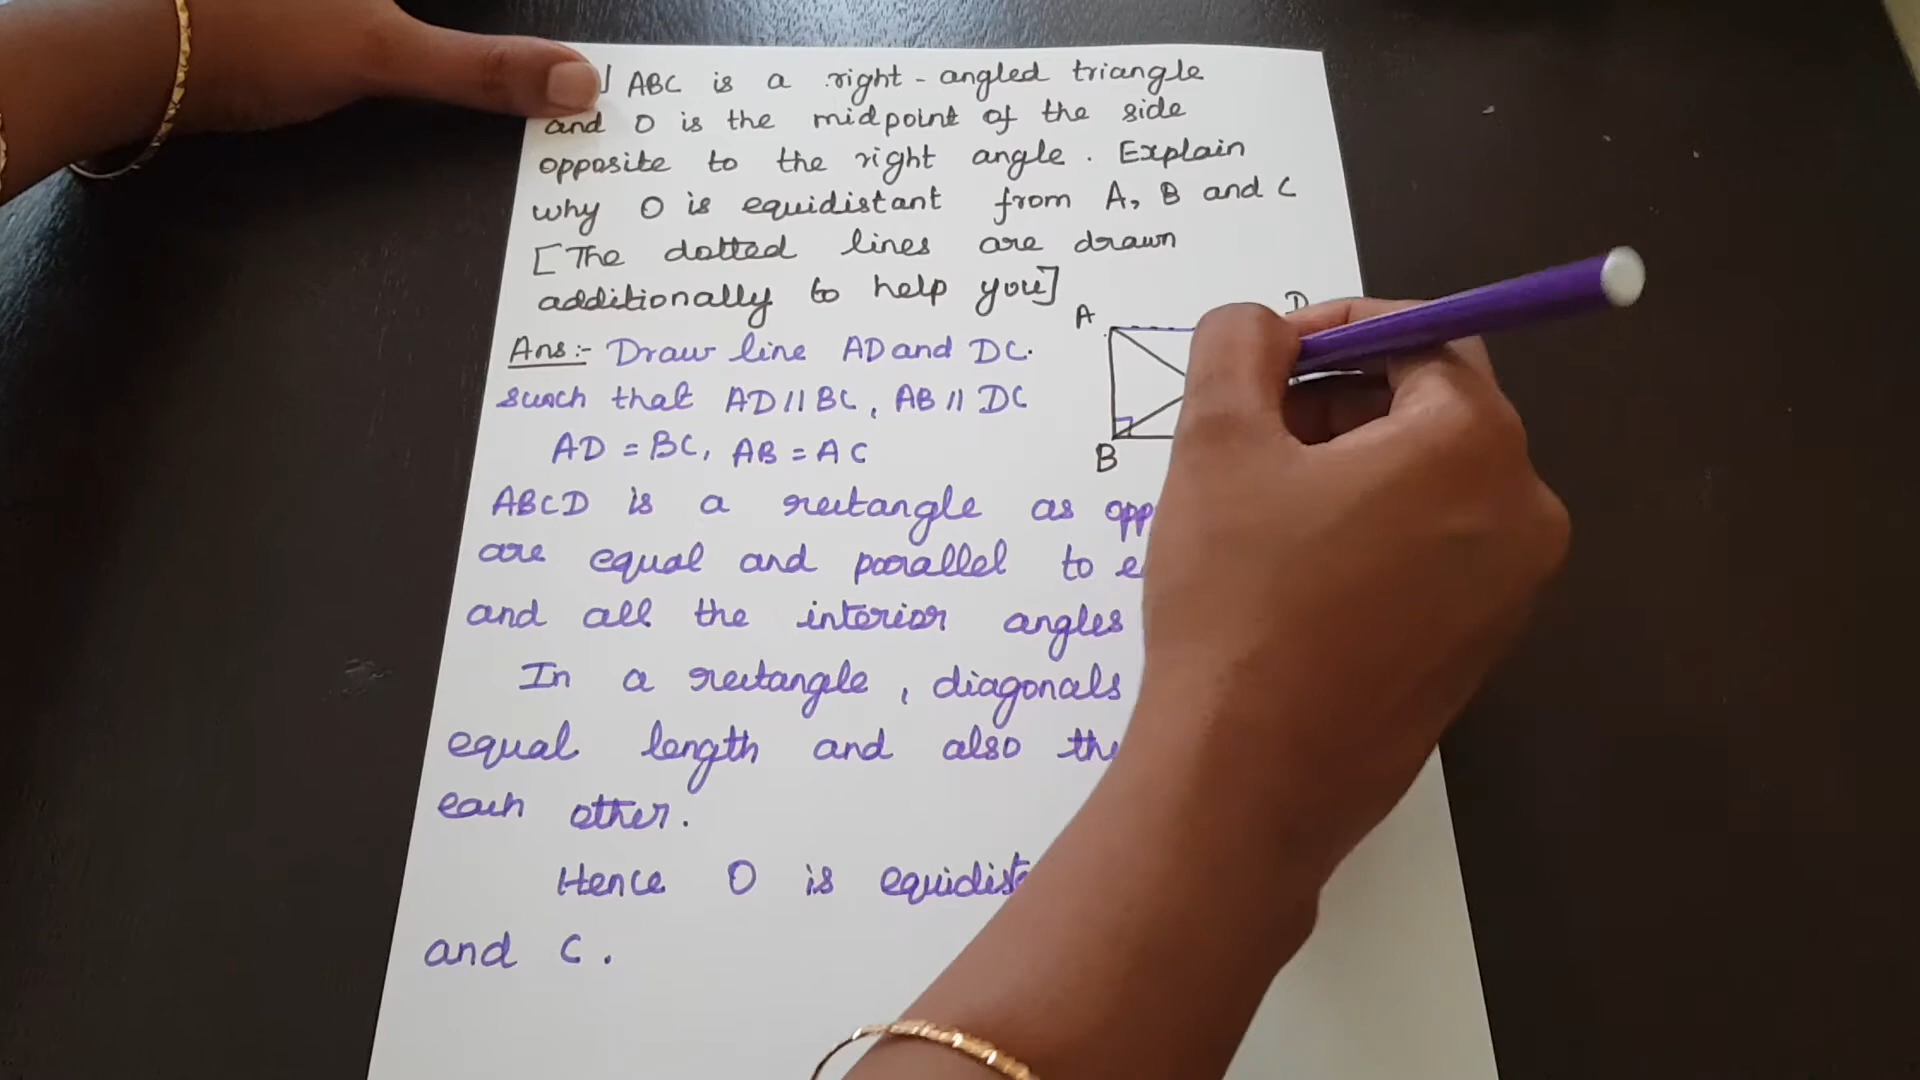 ABC is a right-angled triangle
and O is the midpoint of the side
opposite to the right angle. Explain
why O is equidistant from A, B and C
[The dotted lines are drawn
additionally to help you]
A
D
B
Ans:- Draw line AD and DC.
such that AD//BC, AB//DC
AD = BC, AB = AC
ABCD is a rectangle as
are equal and parallel to
and all the interior angles
In a rectangle, diagonals
equal length and also
each other.
Hence O is
and C.